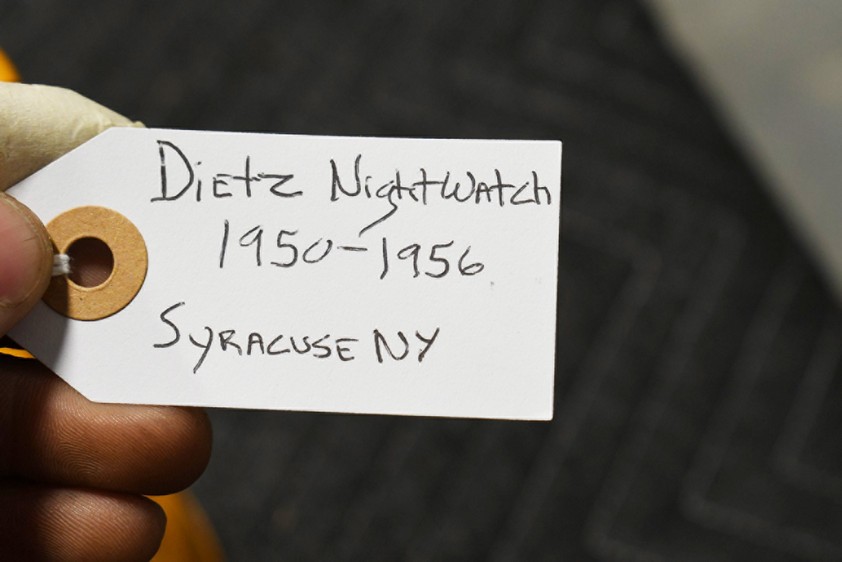 Dietz NightWatch
1950-1956
SYRACUSE NY